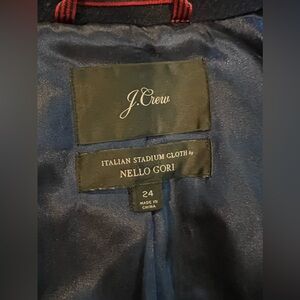 J.Crew
ITALIAN STADIUM CLOTH by
NELLO GORI
24
MADE IN
CHINA